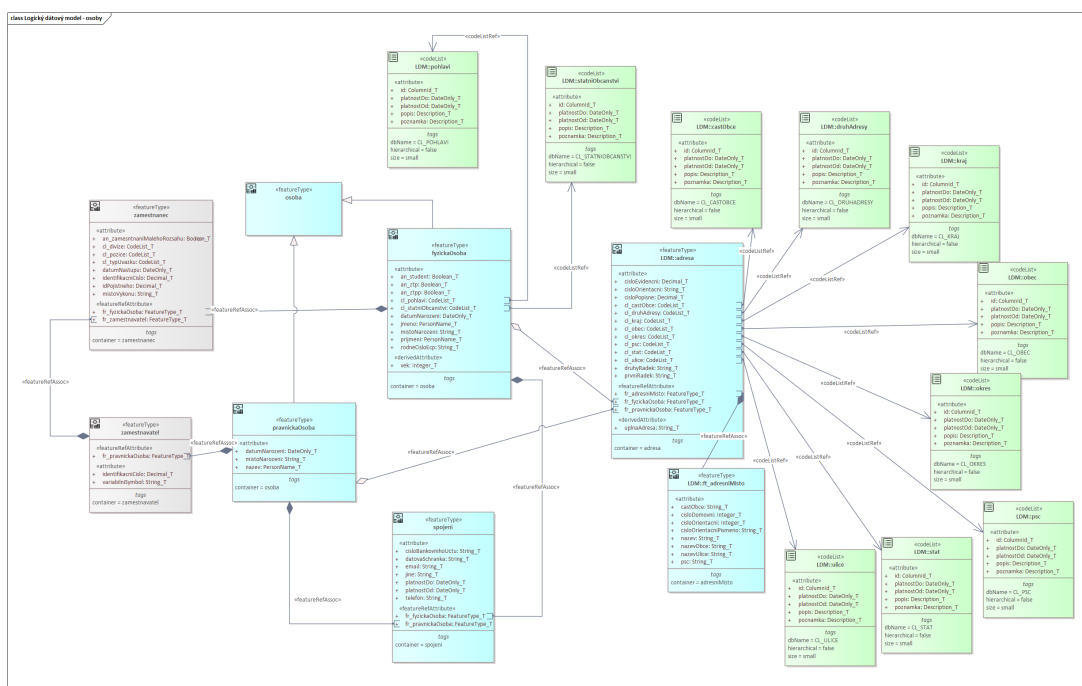 class Logický dátový model - osoby
«codeListRef»
«codeList»
LDM::pohlavi
«attribute»
+ id: ColumnId_T
+ platnostDo: DateOnly_T
+ platnostOd: DateOnly_T
+ popis: Description_T
+ poznamka: Description_T
tags
dbName = CL_POHLAVI
hierarchical = false
size = small
«codeList»
LDM::statniObcanstvi
«attribute»
+ id: ColumnId_T
+ platnostDo: DateOnly_T
+ platnostOd: DateOnly_T
+ popis: Description_T
+ poznamka: Description_T
tags
dbName = CL_STATNIOBCANSTVI
hierarchical = false
size = small
«codeList»
LDM::castObce
«attribute»
+ id: ColumnId_T
+ platnostDo: DateOnly_T
+ platnostOd: DateOnly_T
+ popis: Description_T
+ poznamka: Description_T
tags
dbName = CL_CASTOBCE
hierarchical = false
size = small
«codeList»
LDM::druhAdresy
«attribute»
+ id: ColumnId_T
+ platnostDo: DateOnly_T
+ platnostOd: DateOnly_T
+ popis: Description_T
+ poznamka: Description_T
tags
dbName = CL_DRUHADRESY
hierarchical = false
size = small
«codeList»
LDM::kraj
«attribute»
+ id: ColumnId_T
+ platnostDo: DateOnly_T
+ platnostOd: DateOnly_T
+ popis: Description_T
+ poznamka: Description_T
tags
dbName = CL_KRAJ
hierarchical = false
size = small
«featureType»
osoba
«featureType»
zamestnanec
+ an_zamestnaniMalehoRozsahu: Boolean_T
+ cl_divize: CodeList_T
+ cl_pozice: CodeList_T
+ cl_typUvazku: CodeList_T
+ datumNastupu: DateOnly_T
+ identifikacniCislo: Decimal_T
+ idPojistneho: Decimal_T
+ mistoVykonu: String_T
«featureRefAttribute»
+ fr_fyzickaOsoba: FeatureType_T
+ fr_zamestnavatel: FeatureType_T
tags
container = zamestnanec
«featureRefAssoc»
«featureType»
fyzickaOsoba
«attribute»
+ an_student: Boolean_T
+ an_ztp: Boolean_T
+ an_ztpp: Boolean_T
+ cl_pohlavi: CodeList_T
+ cl_statniObcanstvi: CodeList_T
+ datumNarozeni: DateOnly_T
+ jmeno: PersonName_T
+ mistoNarozeni: String_T
+ prijmeni: PersonName_T
+ rodneCisloEcp: String_T
«derivedAttribute»
+ vek: Integer_T
tags
container = osoba
«codeListRef»
«featureRefAssoc»
«featureType»
LDM::adresa
«attribute»
+ cisloEvidencni: Decimal_T
+ cisloOrientacni: String_T
+ cisloPopisne: Decimal_T
+ cl_castObce: CodeList_T
+ cl_druhAdresy: CodeList_T
+ cl_kraj: CodeList_T
+ cl_obec: CodeList_T
+ cl_okres: CodeList_T
+ cl_psc: CodeList_T
+ cl_stat: CodeList_T
+ cl_ulice: CodeList_T
+ druhyRadek: String_T
+ prvniRadek: String_T
«featureRefAttribute»
+ fr_adresniMisto: FeatureType_T
+ fr_fyzickaOsoba: FeatureType_T
+ fr_pravnickaOsoba: FeatureType_T
«derivedAttribute»
+ uplnaAdresa: String_T
tags
container = adresa
«featureRefAssoc»
«codeListRef»
«codeListRef»
«codeListRef»
«codeListRef»
«codeListRef»
«codeListRef»
«codeListRef»
«codeListRef»
«codeList»
LDM::obec
«attribute»
+ id: ColumnId_T
+ platnostDo: DateOnly_T
+ platnostOd: DateOnly_T
+ popis: Description_T
+ poznamka: Description_T
tags
dbName = CL_OBEC
hierarchical = false
size = small
«codeList»
LDM::okres
«attribute»
+ id: ColumnId_T
+ platnostDo: DateOnly_T
+ platnostOd: DateOnly_T
+ popis: Description_T
+ poznamka: Description_T
tags
dbName = CL_OKRES
hierarchical = false
size = small
«featureRefAssoc»
«featureType»
zamestnavatel
«featureRefAttribute»
+ fr_pravnickaOsoba: FeatureType_T
«attribute»
+ identifikacniCislo: Decimal_T
+ variabilniSymbol: String_T
tags
container = zamestnavatel
«featureRefAssoc»
«featureType»
pravnickaOsoba
«attribute»
+ datumNarozeni: DateOnly_T
+ mistoNarozeni: String_T
+ nazev: PersonName_T
tags
container = osoba
«featureRefAssoc»
«featureRefAssoc»
«featureRefAssoc»
«featureType»
spojeni
«attribute»
+ cisloBankovnihoUctu: String_T
+ datovaSchranka: String_T
+ email: String_T
+ jine: String_T
+ platnostDo: DateOnly_T
+ platnostOd: DateOnly_T
+ telefon: String_T
«featureRefAttribute»
+ fr_fyzickaOsoba: FeatureType_T
+ fr_pravnickaOsoba: FeatureType_T
tags
container = spojeni
«featureType»
LDM::ft_adresniMisto
«attribute»
+ castObce: String_T
+ cisloDomovni: Integer_T
+ cisloOrientacni: Integer_T
+ cisloOrientacniPismeno: String_T
+ nazev: String_T
+ nazevObce: String_T
+ nazevUlice: String_T
+ psc: String_T
tags
container = adresniMisto
«codeList»
LDM::ulice
«attribute»
+ id: ColumnId_T
+ platnostDo: DateOnly_T
+ platnostOd: DateOnly_T
+ popis: Description_T
+ poznamka: Description_T
tags
dbName = CL_ULICE
hierarchical = false
size = small
«codeList»
LDM::stat
«attribute»
+ id: ColumnId_T
+ platnostDo: DateOnly_T
+ platnostOd: DateOnly_T
+ popis: Description_T
+ poznamka: Description_T
tags
dbName = CL_STAT
hierarchical = false
size = small
«codeList»
LDM::psc
«attribute»
+ id: ColumnId_T
+ platnostDo: DateOnly_T
+ platnostOd: DateOnly_T
+ popis: Description_T
+ poznamka: Description_T
tags
dbName = CL_PSC
hierarchical = false
size = small